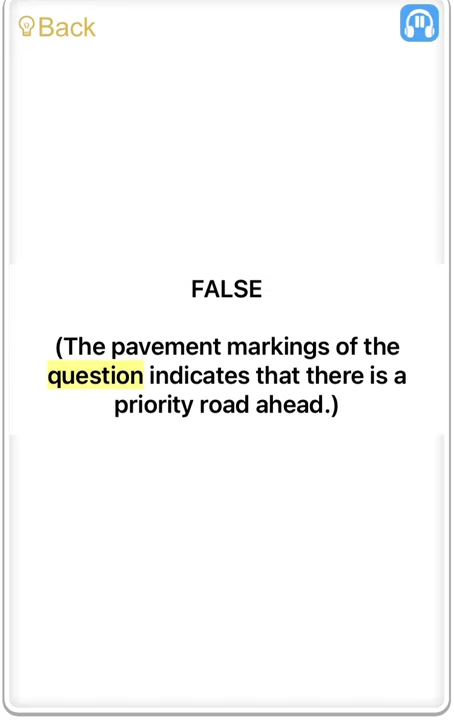 Back
FALSE
(The pavement markings of the
question indicates that there is a
priority road ahead.)